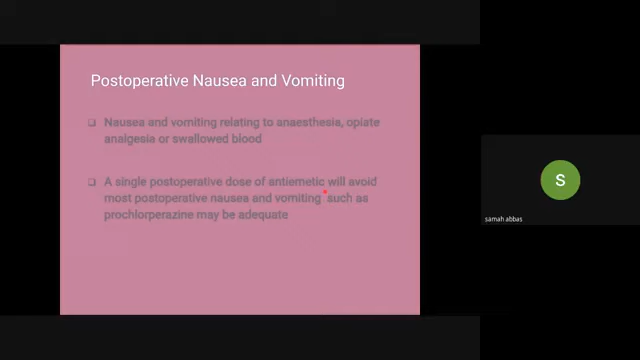 Postoperative Nausea and Vomiting
❑ Nausea and vomiting relating to anaesthesia, opiate
analgesia or swallowed blood
❑ A single postoperative dose of antiemetic will avoid
most postoperative nausea and vomiting such as
prochlorperazine may be adequate
S
samah abbas